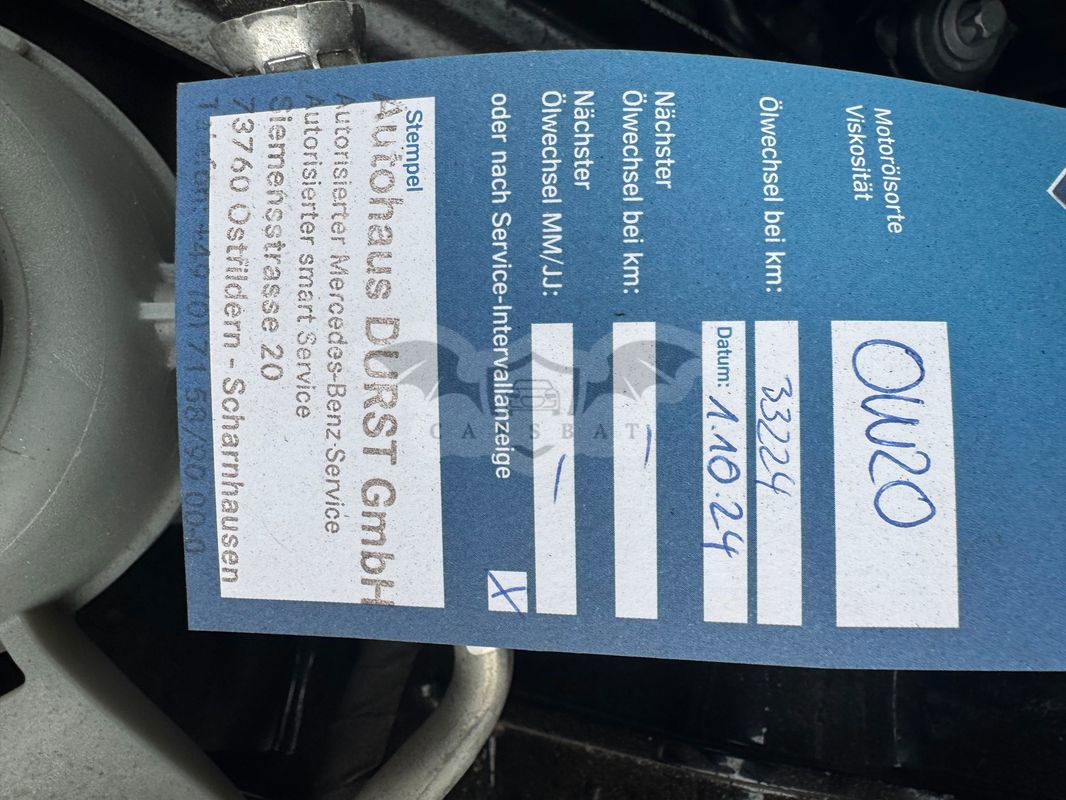 Motorölsorte
Viskosität
0W20
Ölwechsel bei km: 33224
Datum: 1.10.24
Nächster
Ölwechsel bei km: –
Nächster
Ölwechsel MM/JJ: –
oder nach Service-Intervallanzeige X
Stempel
Autohaus DURST GmbH
Autorisierter Mercedes-Benz-Service
Autorisierter smart Service
Siemensstrasse 20
73760 Ostfildern - Scharnhausen
CARSBAT